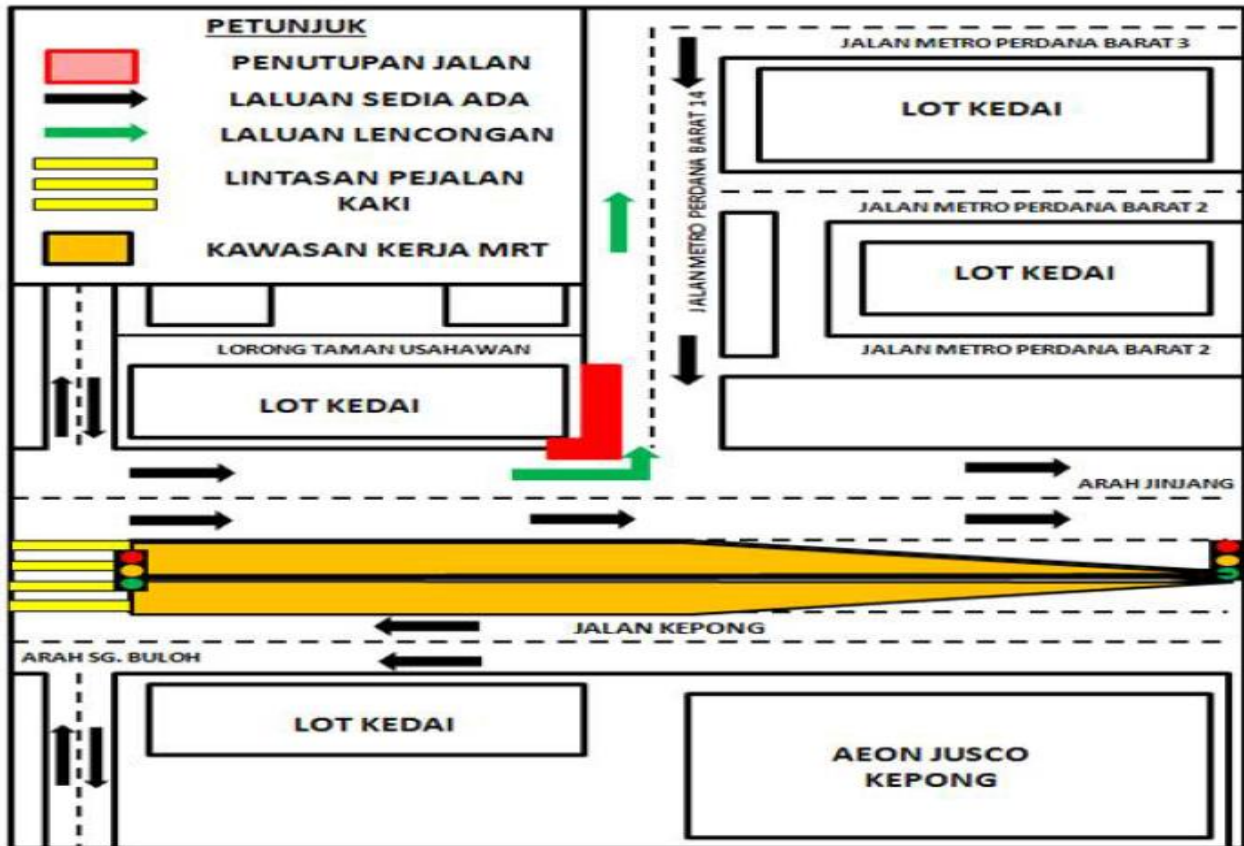 PETUNJUK
PENUTUPAN JALAN
LALUAN SEDIA ADA
LALUAN LENCONGAN
LINTASAN PEJALAN
KAKI
KAWASAN KERJA MRT
JALAN METRO PERDANA BARAT 3
LOT KEDAI
JALAN METRO PERDANA BARAT 14
JALAN METRO PERDANA BARAT 2
LOT KEDAI
JALAN METRO PERDANA BARAT 2
LORONG TAMAN USAHAWAN
LOT KEDAI
ARAH JINJANG
JALAN KEPONG
ARAH SG. BULOH
LOT KEDAI
AEON JUSCO
KEPONG